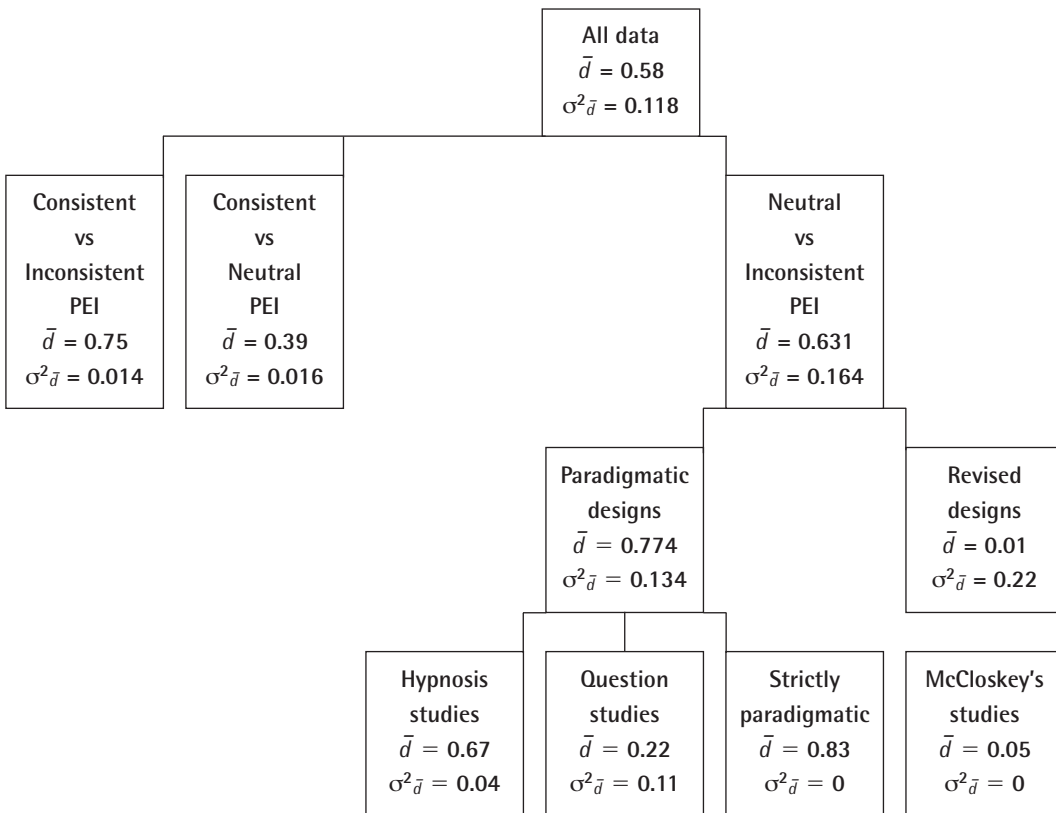 All data
d̄ = 0.58
σ²d̄ = 0.118
Consistent
vs
Inconsistent
PEI
d̄ = 0.75
σ²d̄ = 0.014
Consistent
vs
Neutral
PEI
d̄ = 0.39
σ²d̄ = 0.016
Neutral
vs
Inconsistent
PEI
d̄ = 0.631
σ²d̄ = 0.164
Paradigmatic
designs
d̄ = 0.774
σ²d̄ = 0.134
Revised
designs
d̄ = 0.01
σ²d̄ = 0.22
Hypnosis
studies
d̄ = 0.67
σ²d̄ = 0.04
Question
studies
d̄ = 0.22
σ²d̄ = 0.11
Strictly
paradigmatic
d̄ = 0.83
σ²d̄ = 0
McCloskey's
studies
d̄ = 0.05
σ²d̄ = 0